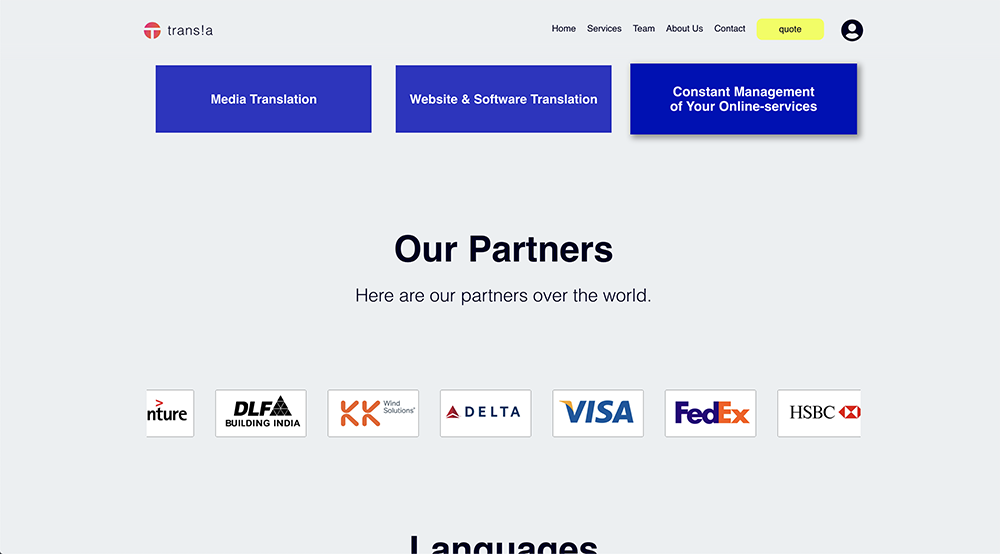 trans!a
Home Services Team About Us Contact quote
Media Translation
Website & Software Translation
Constant Management
of Your Online-services
Our Partners
Here are our partners over the world.
nture
DLF
BUILDING INDIA
KK Wind
Solutions
DELTA
VISA
FedEx
HSBC
Languages